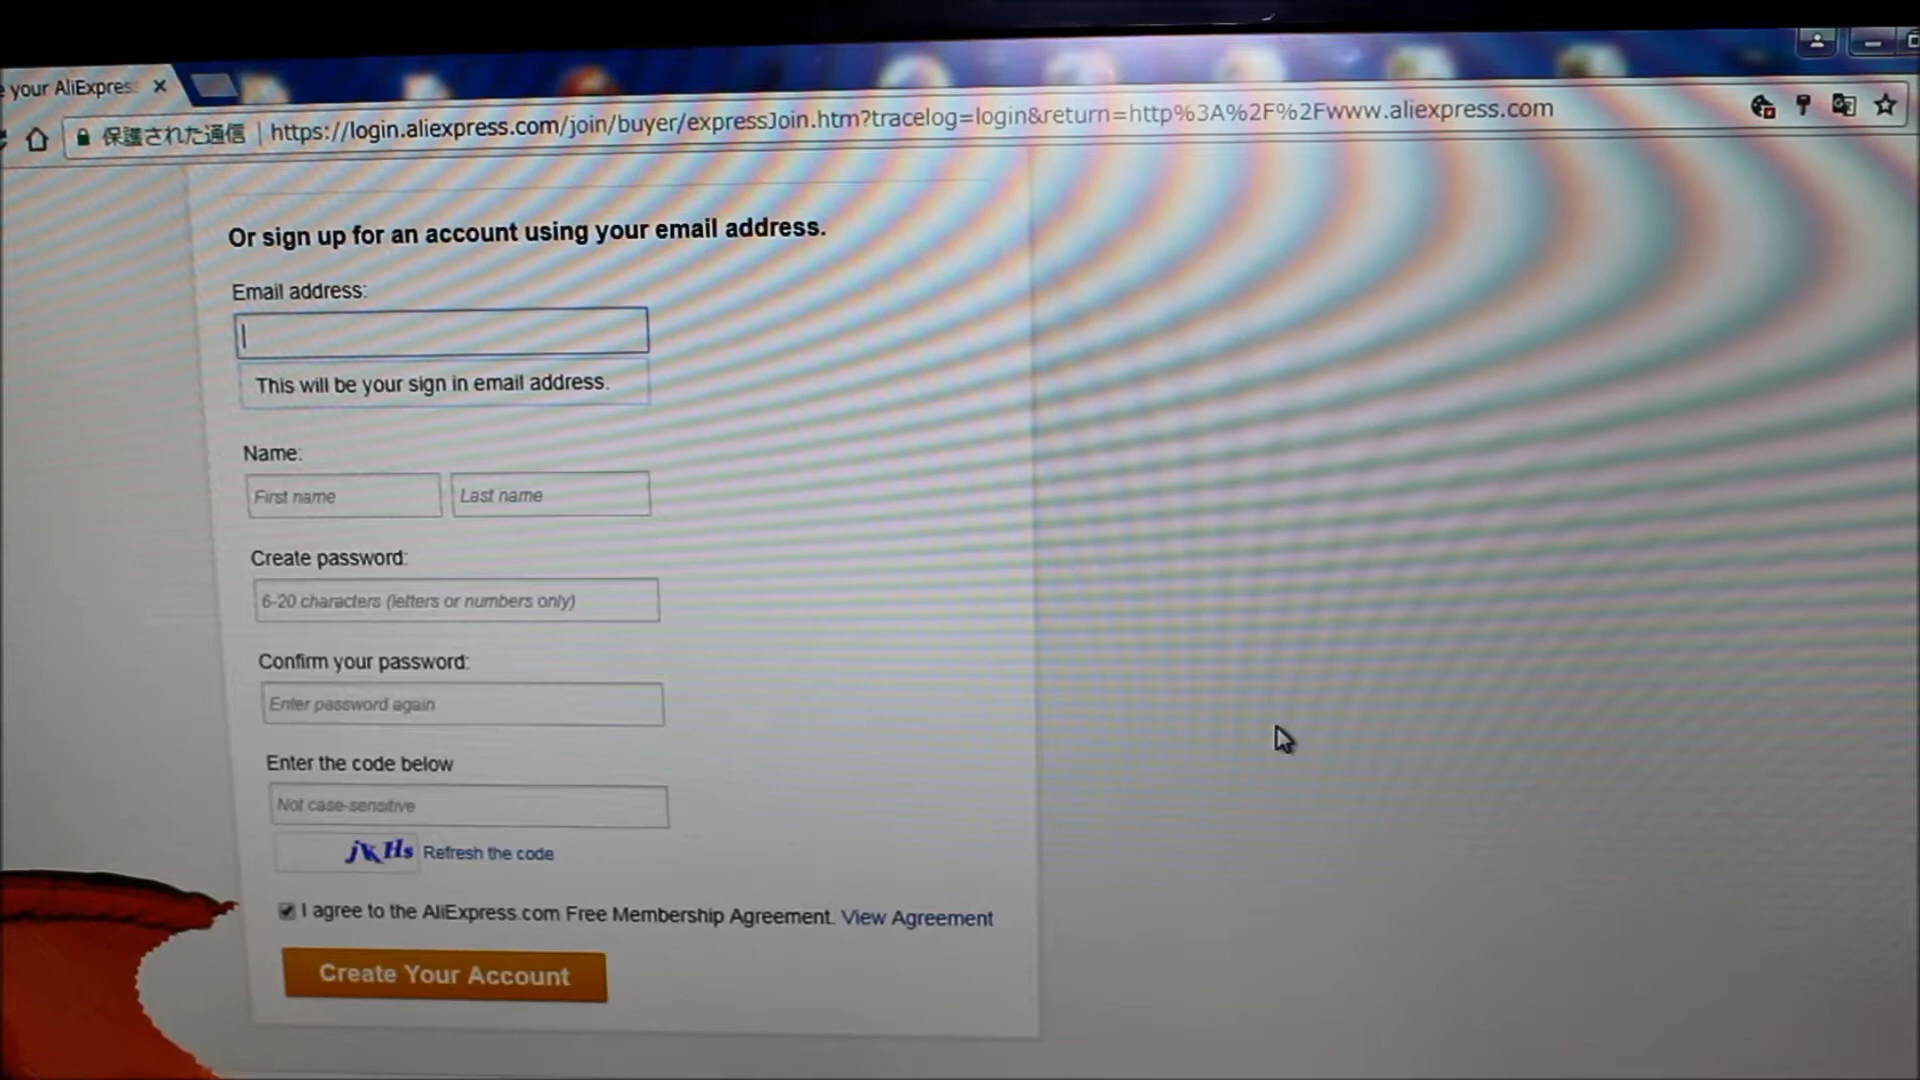 your AliExpres
保護された通信 | https://login.aliexpress.com/join/buyer/expressJoin.htm?tracelog=login&return=http%3A%2F%2Fwww.aliexpress.com
Or sign up for an account using your email address.
Email address:
This will be your sign in email address.
Name:
First name Last name
Create password:
6-20 characters (letters or numbers only)
Confirm your password:
Enter password again
Enter the code below
Not case-sensitive
Refresh the code
I agree to the AliExpress.com Free Membership Agreement. View Agreement
Create Your Account